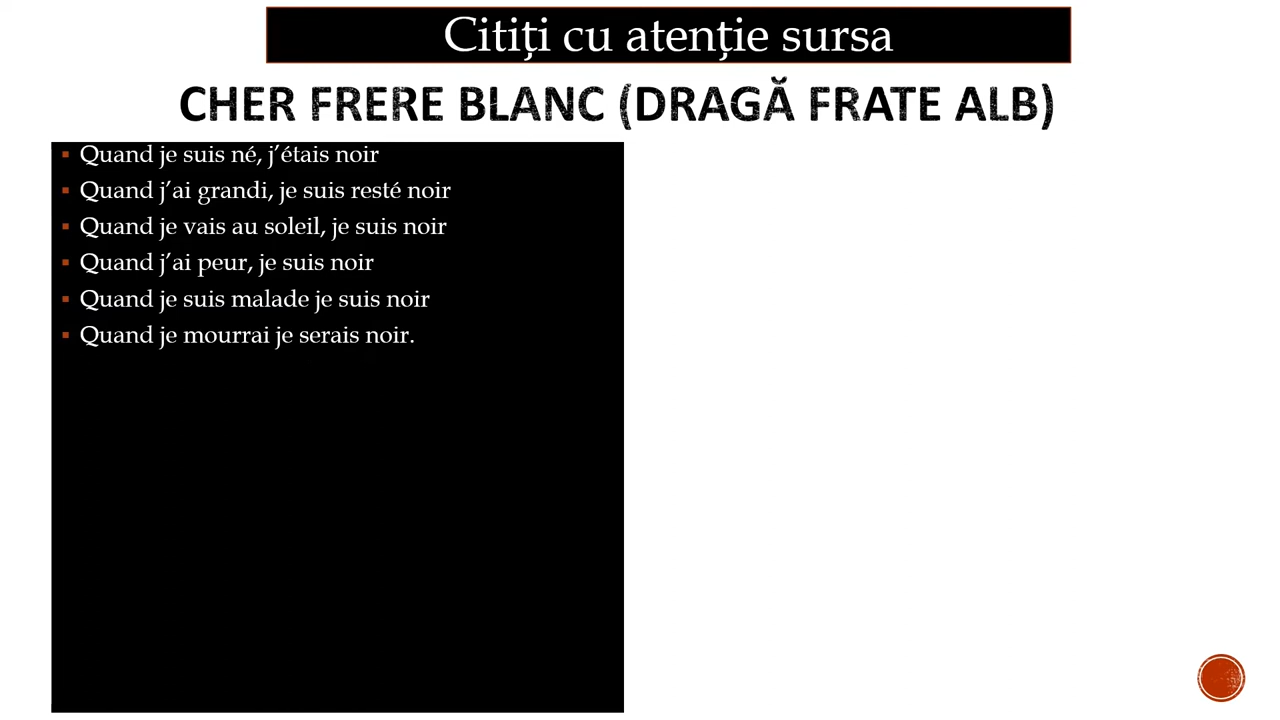 Citiți cu atenție sursa
CHER FRERE BLANC (DRAGĂ FRATE ALB)
▪ Quand je suis né, j’étais noir
▪ Quand j’ai grandi, je suis resté noir
▪ Quand je vais au soleil, je suis noir
▪ Quand j’ai peur, je suis noir
▪ Quand je suis malade je suis noir
▪ Quand je mourrai je serais noir.